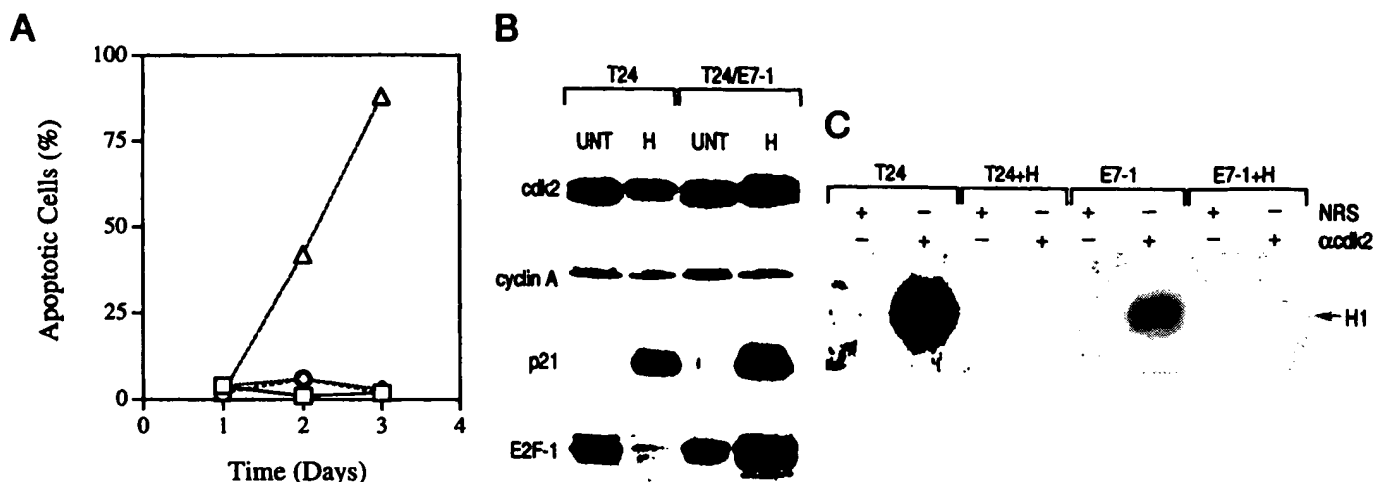 A
Apoptotic Cells (%)
100
75
50
25
0
0 1 2 3 4
Time (Days)
B
T24 T24/E7-1
UNT H UNT H
cdk2
cyclin A
p21
E2F-1
C
T24 T24+H E7-1 E7-1+H
+ − + − + − + − NRS
− + − + − + − + αcdk2
H1